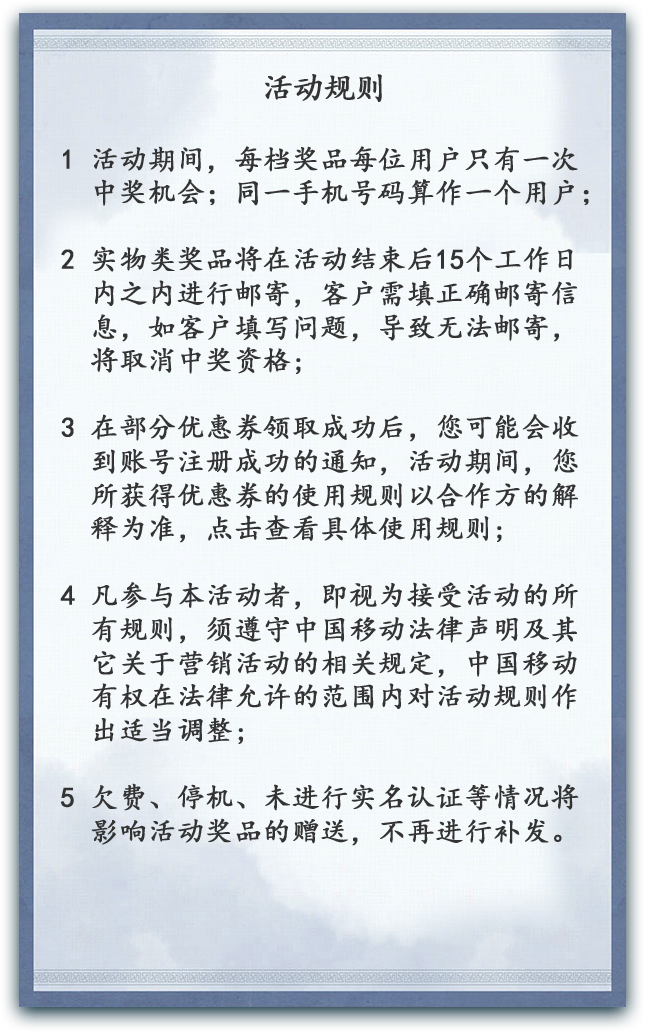 活动规则
1 活动期间，每档奖品每位用户只有一次
中奖机会；同一手机号码算作一个用户；
2 实物类奖品将在活动结束后15个工作日
内之内进行邮寄，客户需填正确邮寄信
息，如客户填写问题，导致无法邮寄，
将取消中奖资格；
3 在部分优惠券领取成功后，您可能会收
到账号注册成功的通知，活动期间，您
所获得优惠券的使用规则以合作方的解
释为准，点击查看具体使用规则；
4 凡参与本活动者，即视为接受活动的所
有规则，须遵守中国移动法律声明及其
它关于营销活动的相关规定，中国移动
有权在法律允许的范围内对活动规则作
出适当调整；
5 欠费、停机、未进行实名认证等情况将
影响活动奖品的赠送，不再进行补发。